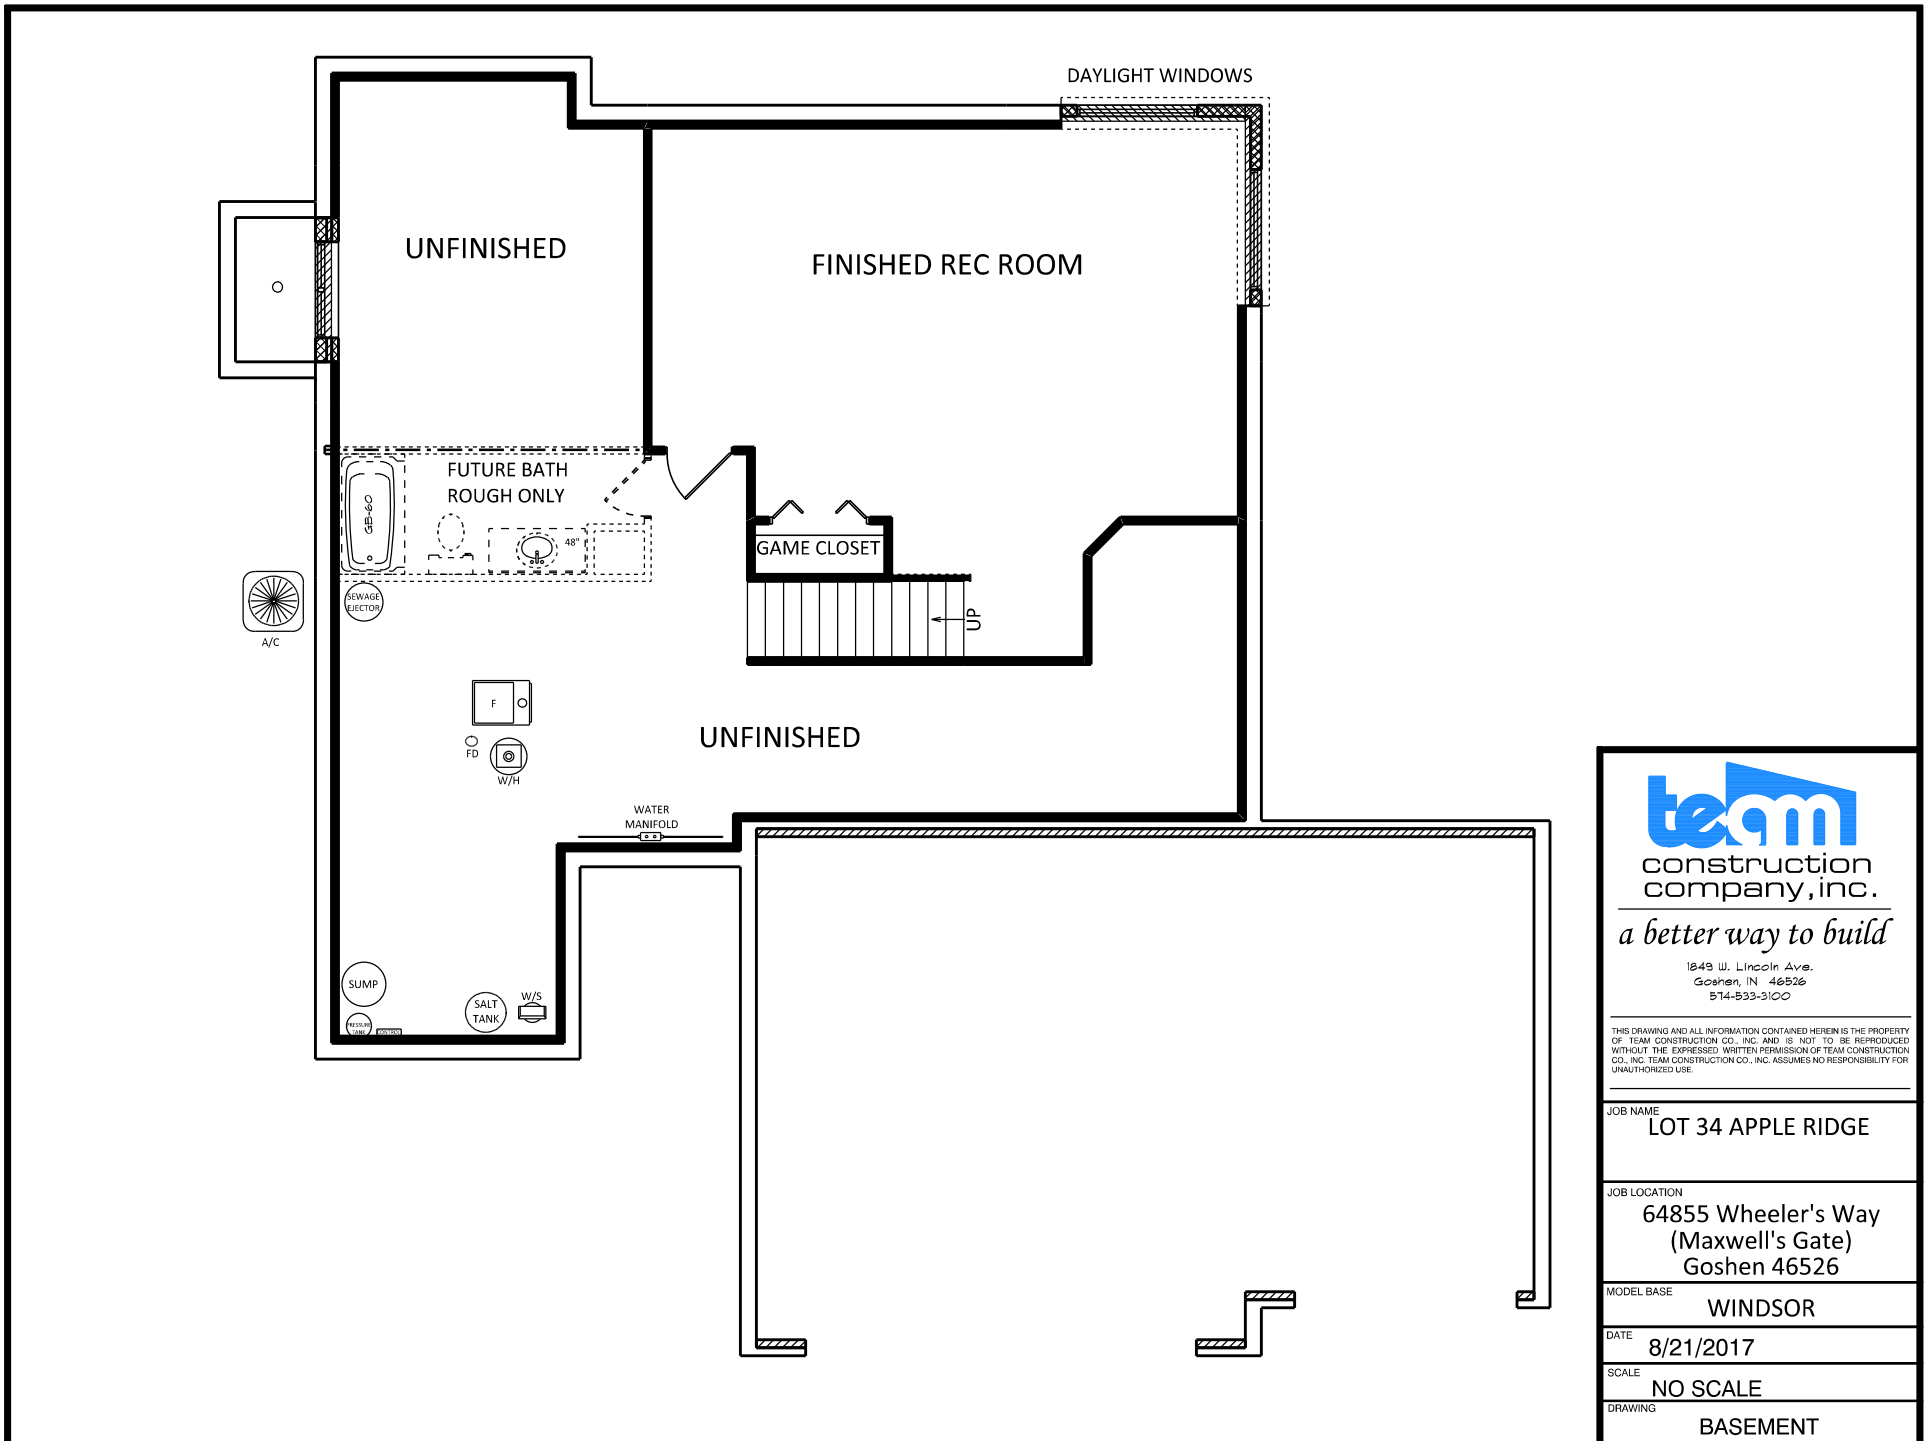 DAYLIGHT WINDOWS
UNFINISHED
FINISHED REC ROOM
FUTURE BATH
ROUGH ONLY
GB-60
48"
GAME CLOSET
SEWAGE
EJECTOR
A/C
UP
F
FD
W/H
UNFINISHED
WATER
MANIFOLD
SUMP
PRESSURE
TANK
CONTROL
SALT
TANK
W/S
team
construction
company,inc.
a better way to build
1849 W. Lincoln Ave.
Goshen, IN 46526
574-533-3100
THIS DRAWING AND ALL INFORMATION CONTAINED HEREIN IS THE PROPERTY
OF TEAM CONSTRUCTION CO., INC. AND IS NOT TO BE REPRODUCED
WITHOUT THE EXPRESSED WRITTEN PERMISSION OF TEAM CONSTRUCTION
CO., INC. TEAM CONSTRUCTION CO., INC. ASSUMES NO RESPONSIBILITY FOR
UNAUTHORIZED USE.
JOB NAME
LOT 34 APPLE RIDGE
JOB LOCATION
64855 Wheeler's Way
(Maxwell's Gate)
Goshen 46526
MODEL BASE
WINDSOR
DATE
8/21/2017
SCALE
NO SCALE
DRAWING
BASEMENT